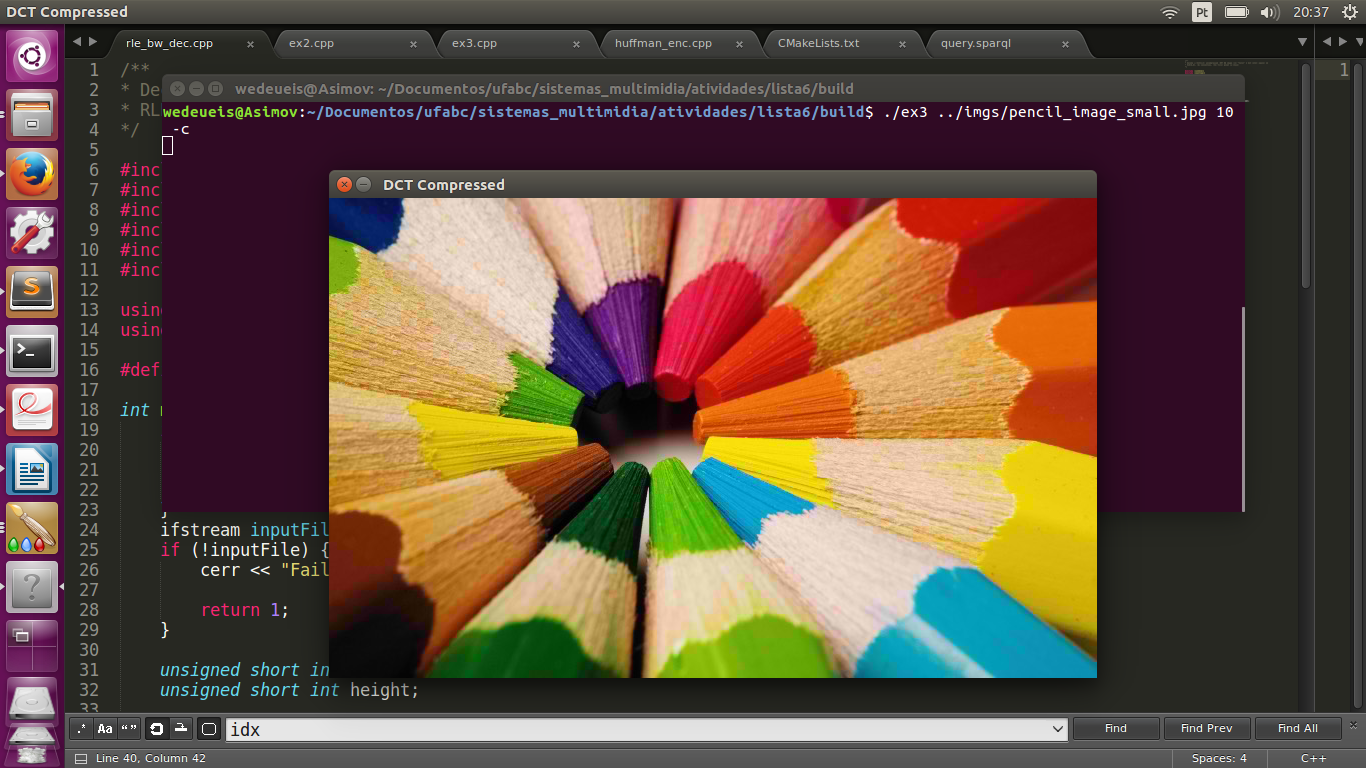 DCT Compressed
Pt
20:37
rle_bw_dec.cpp
ex2.cpp
ex3.cpp
huffman_enc.cpp
CMakeLists.txt
query.sparql
wedeueis@Asimov: ~/Documentos/ufabc/sistemas_multimidia/atividades/lista6/build
wedeueis@Asimov:~/Documentos/ufabc/sistemas_multimidia/atividades/lista6/build$ ./ex3 ../imgs/pencil_image_small.jpg 10
-c
DCT Compressed
1 /**
1
2 * De
3 * RL
4 */
5
6 #inc
7 #inc
8 #inc
9 #inc
10 #inc
11 #inc
12
13 using
14 using
15
16 #def
17
18 int
19
20
21
22
23 }
24 ifstream inputFil
25 if (!inputFile) {
26 cerr << "Fail
27
28 return 1;
29 }
30
31 unsigned short in
32 unsigned short int height;
33
.*
Aa
“ ”
idx
Find
Find Prev
Find All
Line 40, Column 42
Spaces: 4
C++